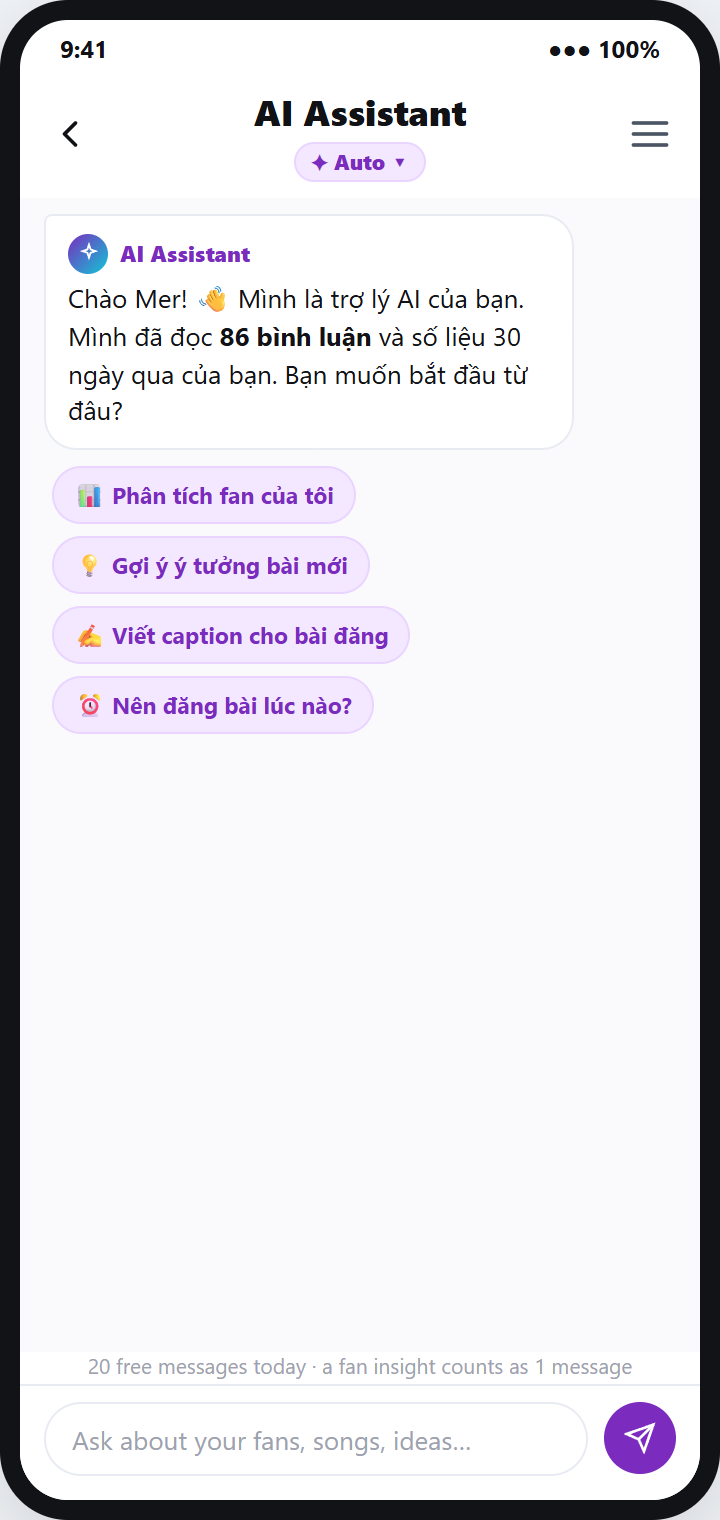 9:41
●●● 100%
AI Assistant
✦ Auto ▼
AI Assistant
Chào Mer! 👋 Mình là trợ lý AI của bạn.
Mình đã đọc 86 bình luận và số liệu 30
ngày qua của bạn. Bạn muốn bắt đầu từ
đâu?
📊 Phân tích fan của tôi
💡 Gợi ý ý tưởng bài mới
✍️ Viết caption cho bài đăng
⏰ Nên đăng bài lúc nào?
20 free messages today · a fan insight counts as 1 message
Ask about your fans, songs, ideas...